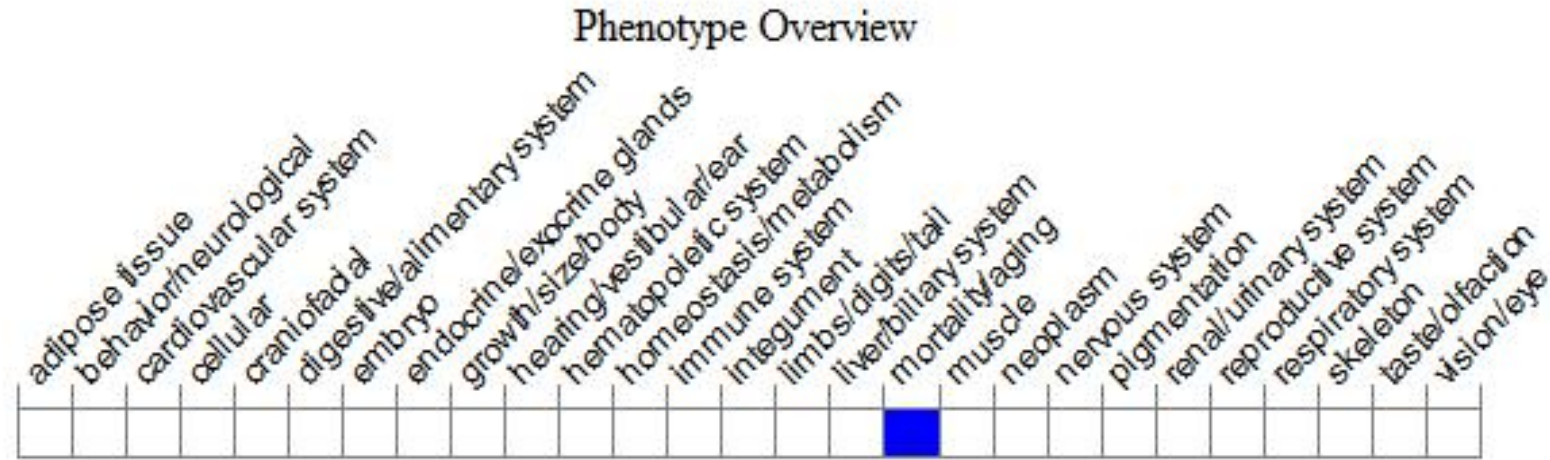 Phenotype Overview
adipose tissue
behavior/neurological
cardiovascular system
cellular
craniofacial
digestive/alimentary system
embryo
endocrine/exocrine glands
growth/size/body
hearing/vestibular/ear
hematopoietic system
homeostasis/metabolism
immune system
integument
limbs/digits/tail
liver/biliary system
mortality/aging
muscle
neoplasm
nervous system
pigmentation
renal/urinary system
reproductive system
respiratory system
skeleton
taste/olfaction
vision/eye